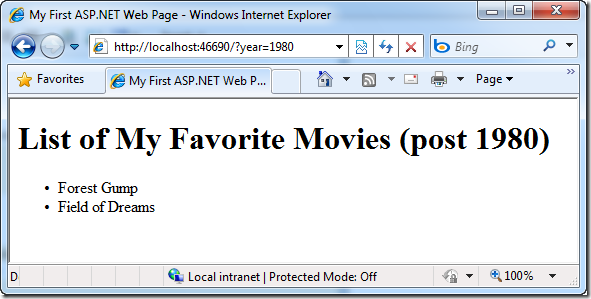 My First ASP.NET Web Page - Windows Internet Explorer
http://localhost:46690/?year=1980
Bing
Favorites
My First ASP.NET Web P...
Page
List of My Favorite Movies (post 1980)
• Forest Gump
• Field of Dreams
D
Local intranet | Protected Mode: Off
100%